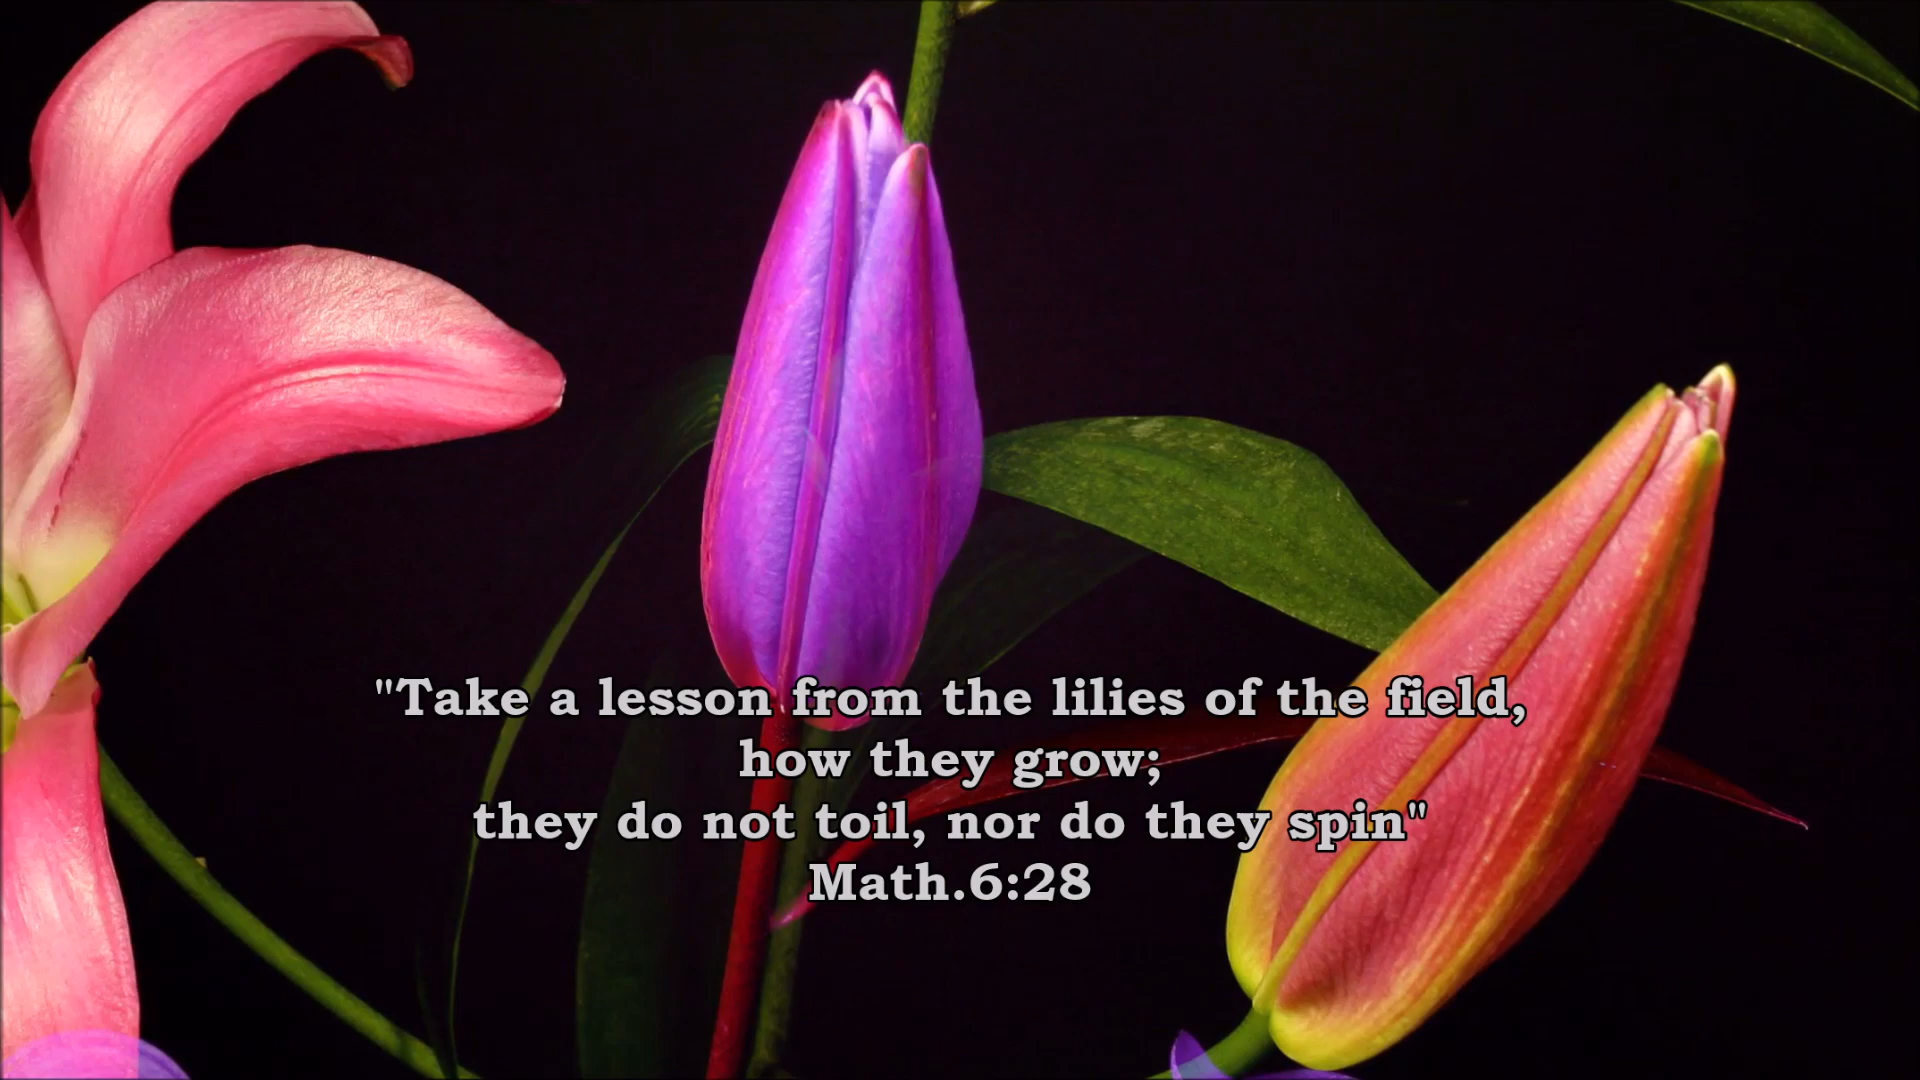 "Take a lesson from the lilies of the field,
how they grow;
they do not toil, nor do they spin"
Math.6:28